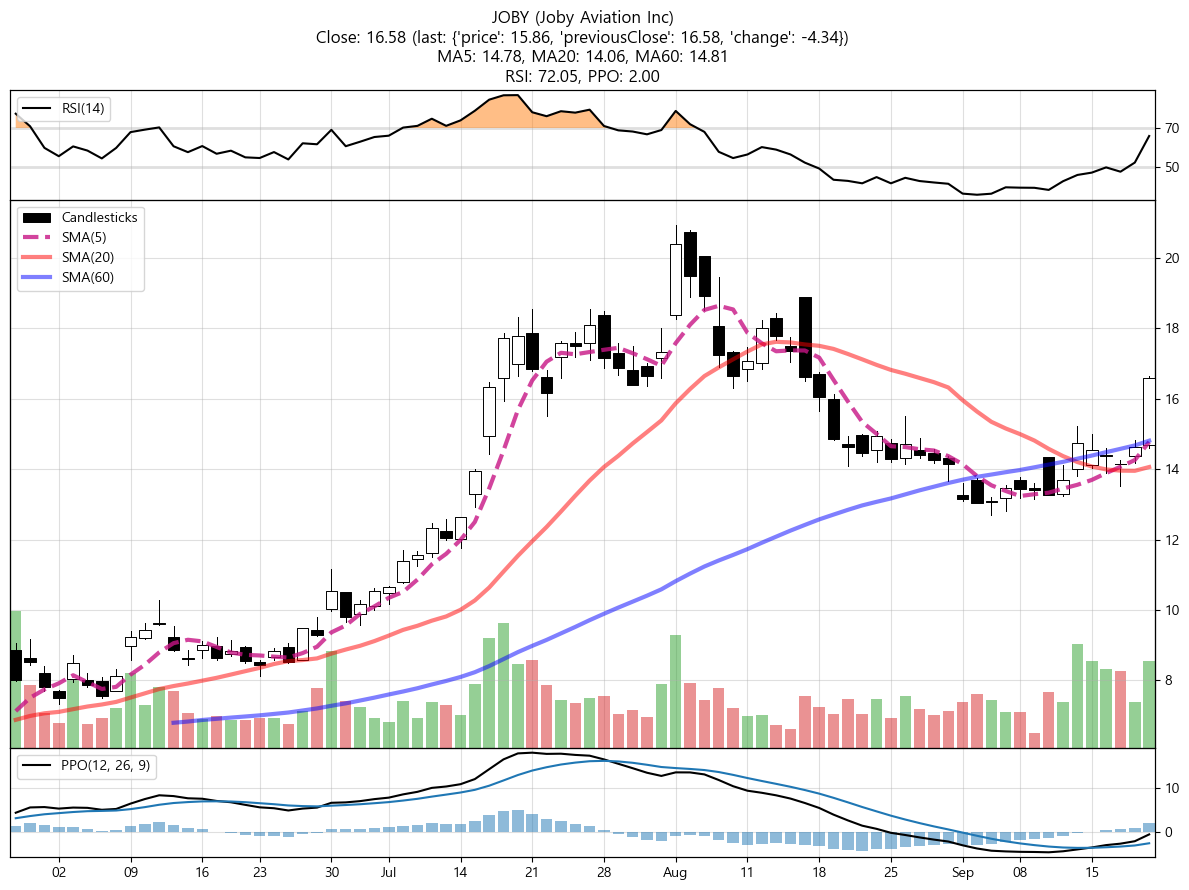 JOBY (Joby Aviation Inc)
Close: 16.58 (last: {'price': 15.86, 'previousClose': 16.58, 'change': -4.34})
MA5: 14.78, MA20: 14.06, MA60: 14.81
RSI: 72.05, PPO: 2.00
RSI(14)
70
50
Candlesticks
SMA(5)
SMA(20)
SMA(60)
20
18
16
14
12
10
8
PPO(12, 26, 9)
10
0
02 09 16 23 30 Jul 14 21 28 Aug 11 18 25 Sep 08 15